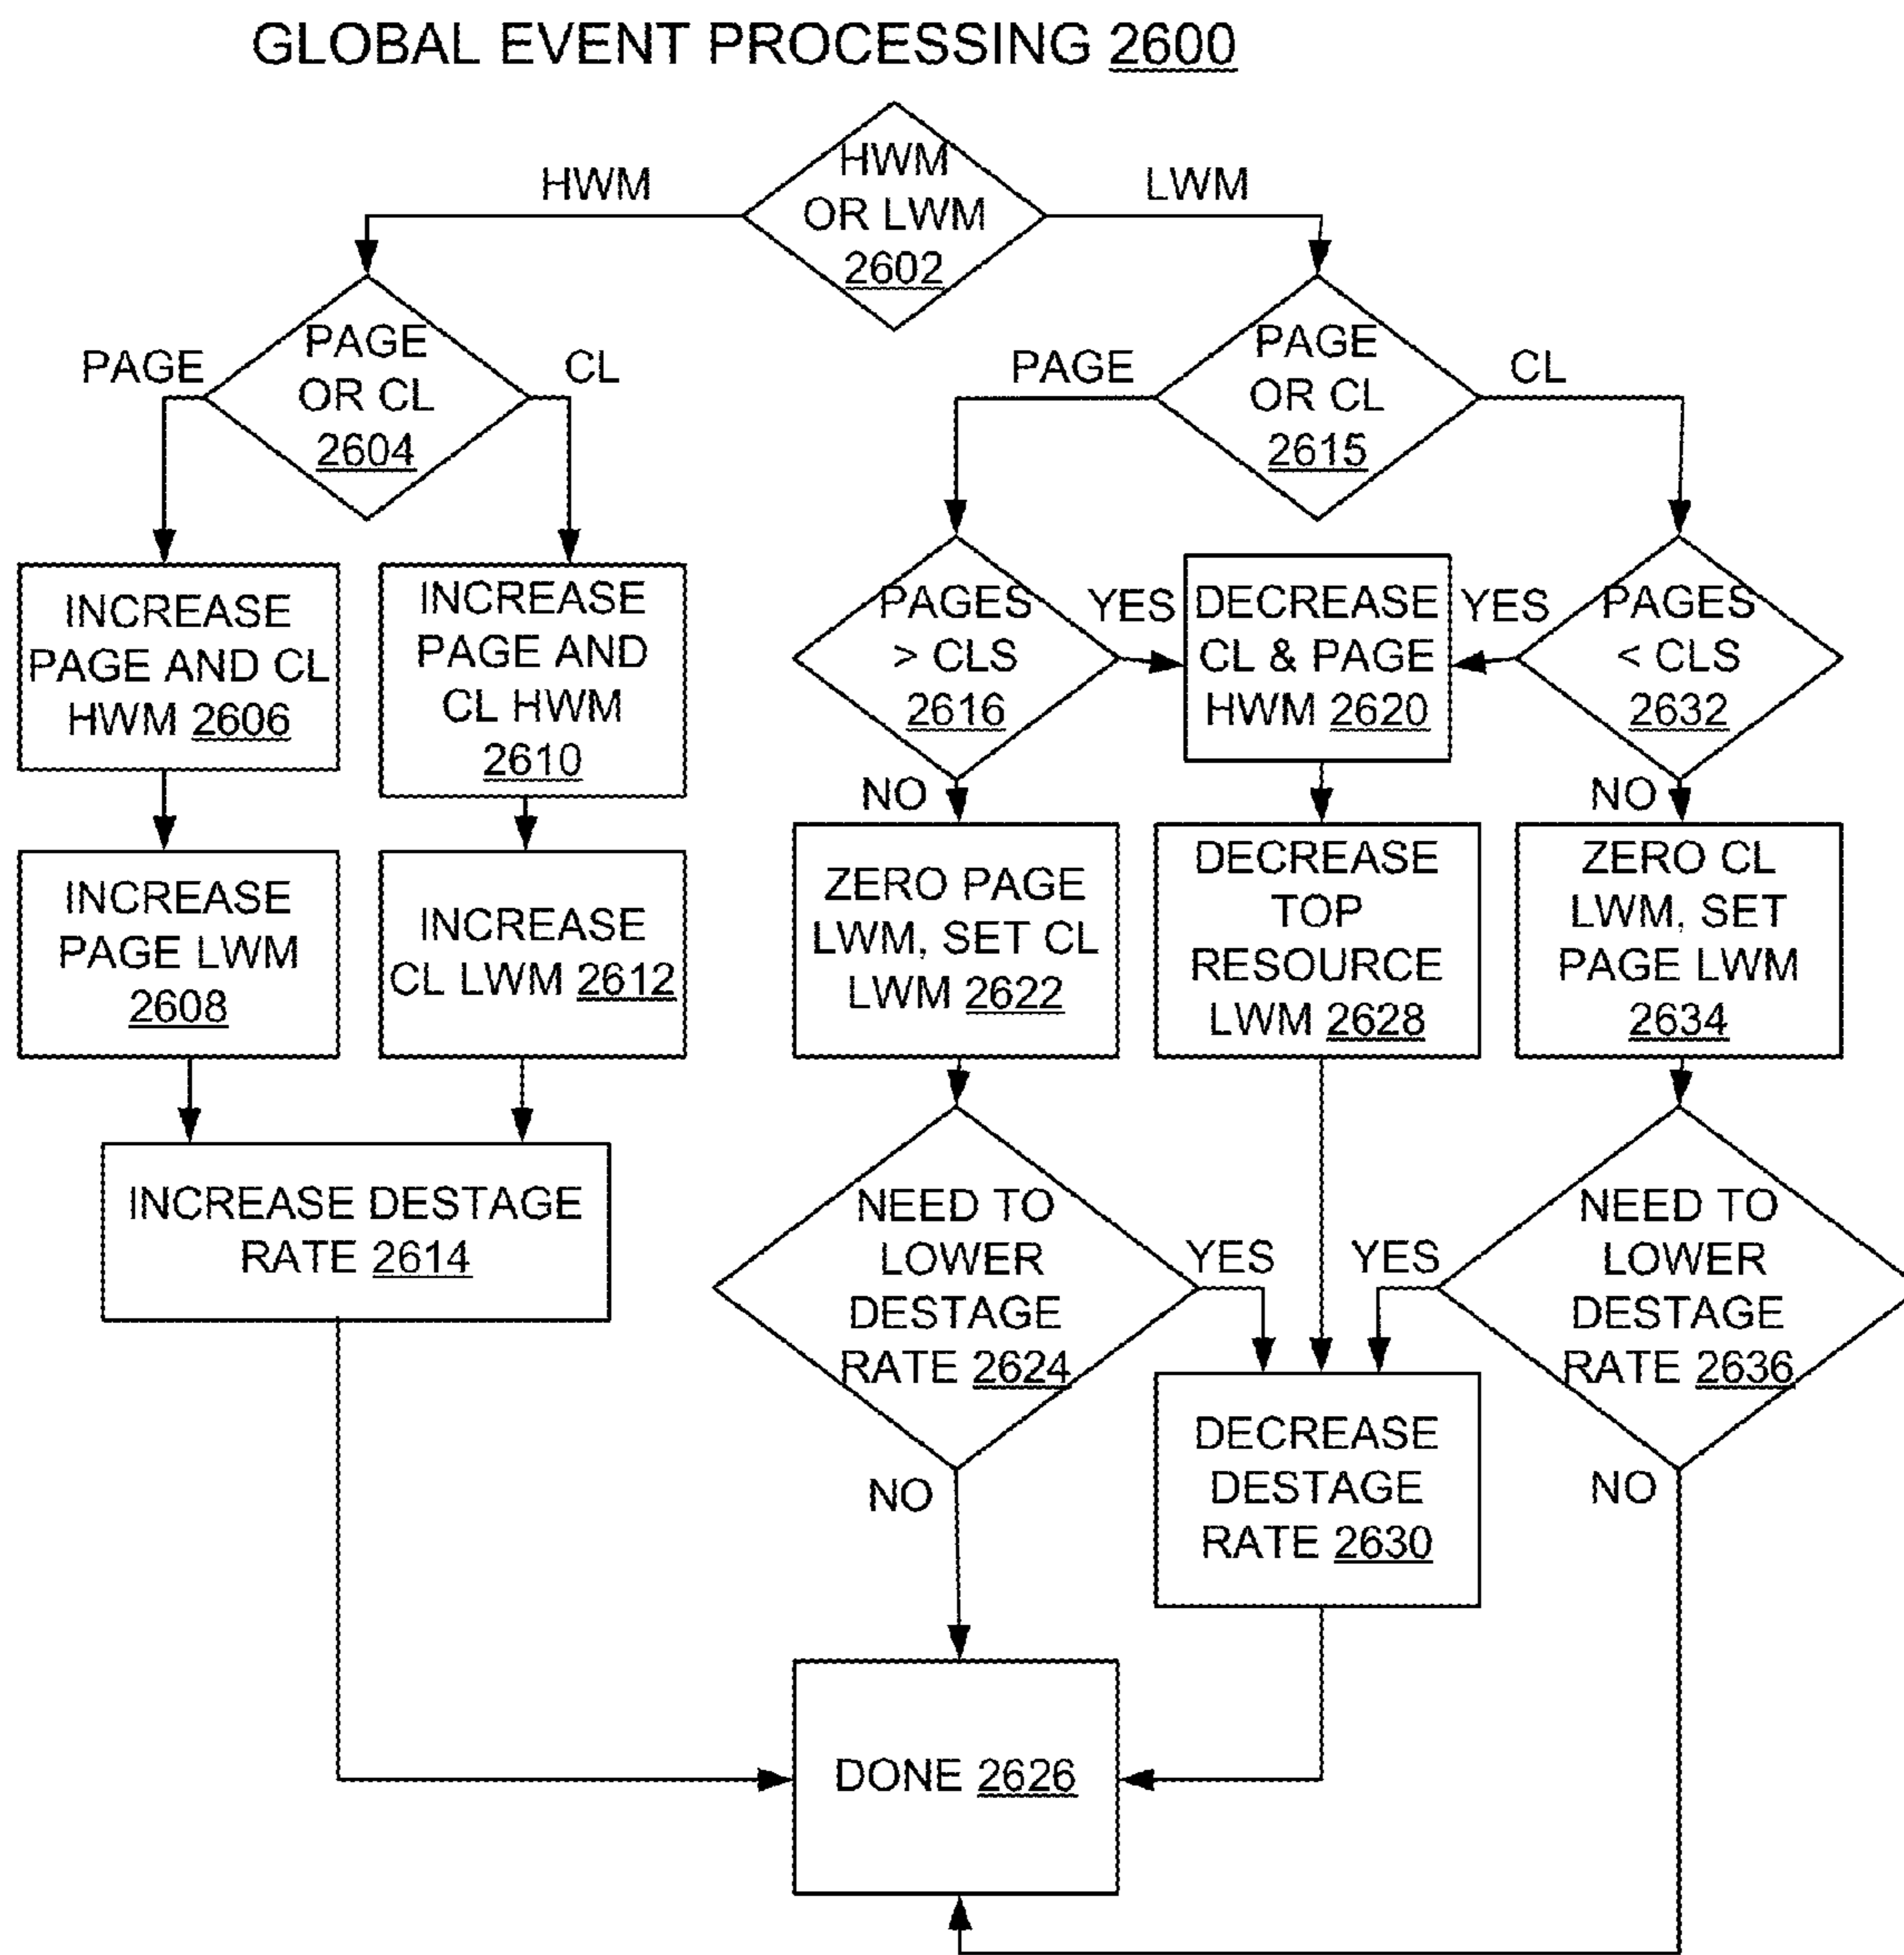 GLOBAL EVENT PROCESSING 2600
HWM
OR LWM
2602
HWM
LWM
PAGE
OR CL
2604
PAGE
CL
PAGE
OR CL
2615
PAGE
CL
INCREASE
PAGE AND CL
HWM 2606
INCREASE
PAGE AND
CL HWM
2610
PAGES
> CLS
2616
YES
DECREASE
CL & PAGE
HWM 2620
YES
PAGES
< CLS
2632
NO
NO
INCREASE
PAGE LWM
2608
INCREASE
CL LWM 2612
ZERO PAGE
LWM, SET CL
LWM 2622
DECREASE
TOP
RESOURCE
LWM 2628
ZERO CL
LWM, SET
PAGE LWM
2634
INCREASE DESTAGE
RATE 2614
NEED TO
LOWER
DESTAGE
RATE 2624
YES
YES
NEED TO
LOWER
DESTAGE
RATE 2636
NO
DECREASE
DESTAGE
RATE 2630
NO
DONE 2626